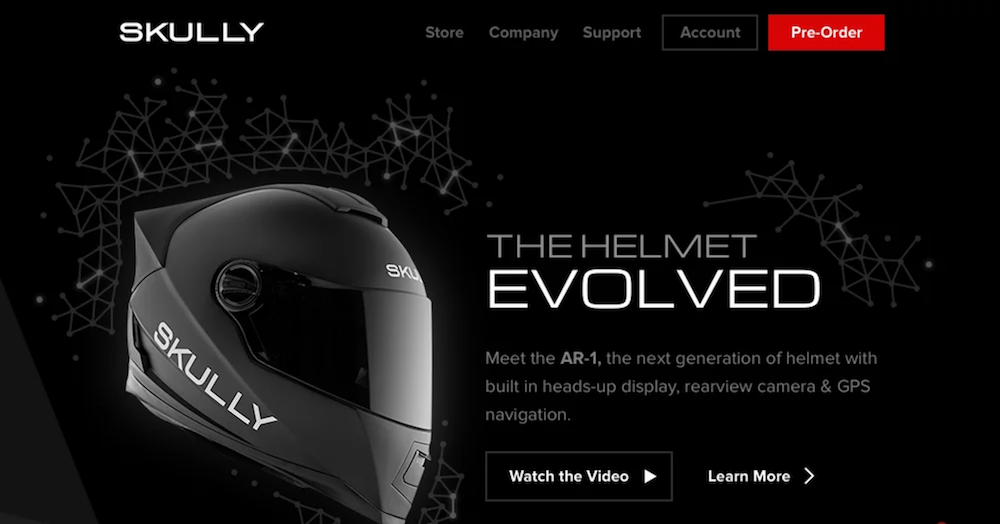 SKULLY
Store Company Support Account Pre-Order
SKU
THE HELMET
EVOLVED
SKULLY
Meet the AR-1, the next generation of helmet with
built in heads-up display, rearview camera & GPS
navigation.
Watch the Video Learn More